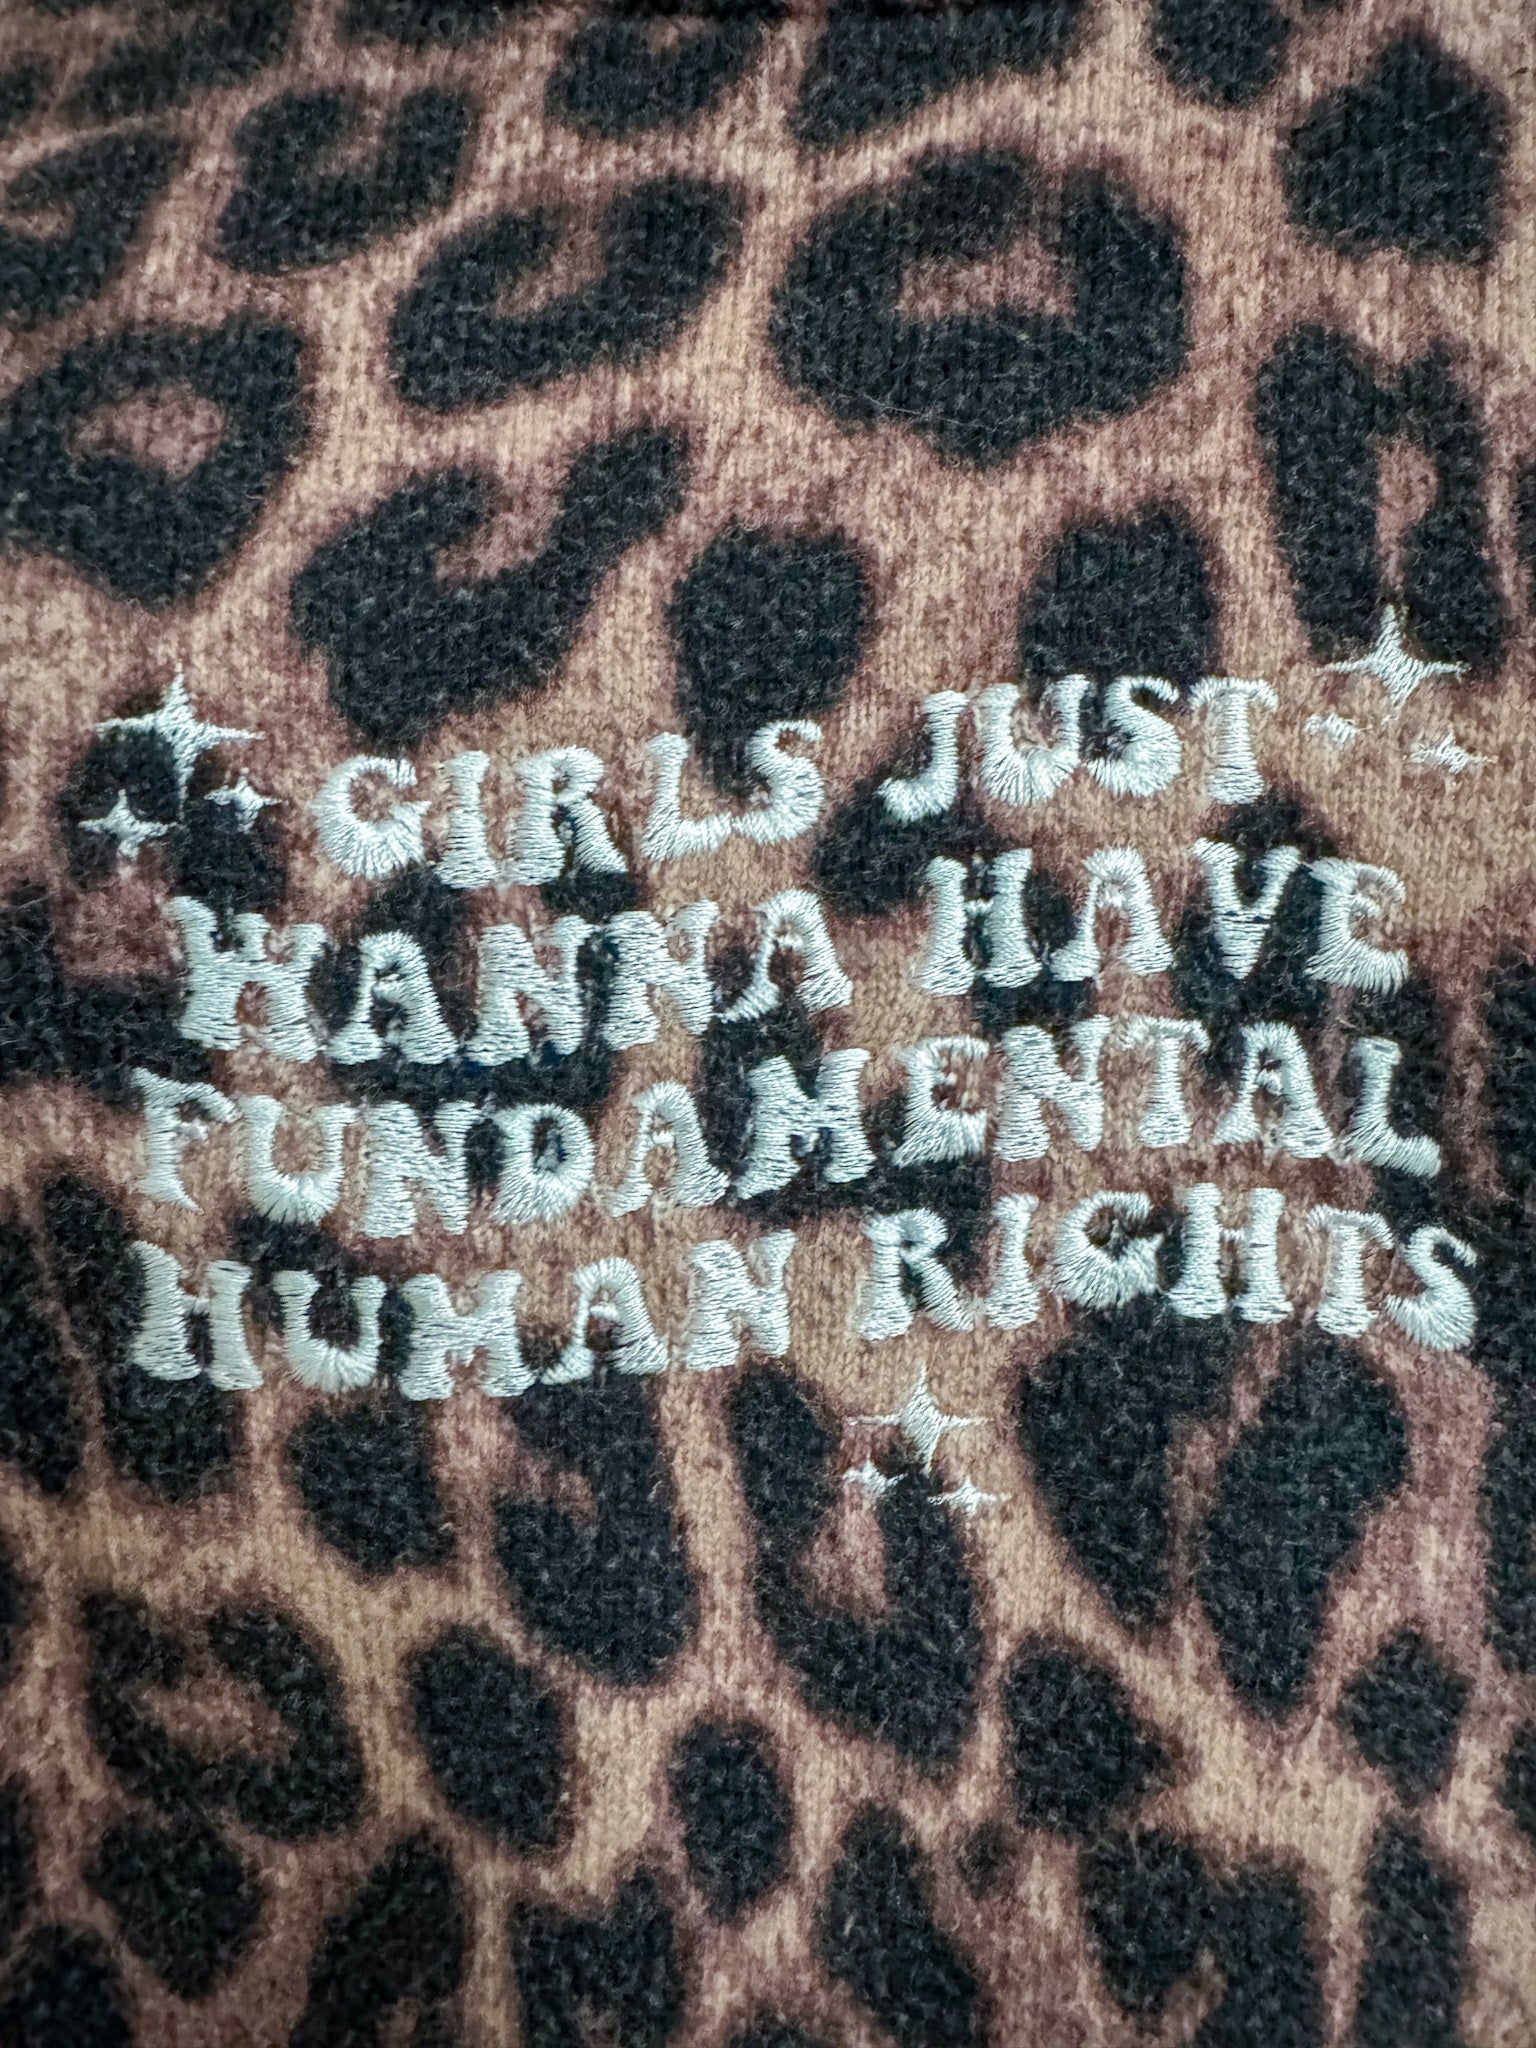 GIRLS JUST
WANNA HAVE
FUNDAMENTAL
HUMAN RIGHTS